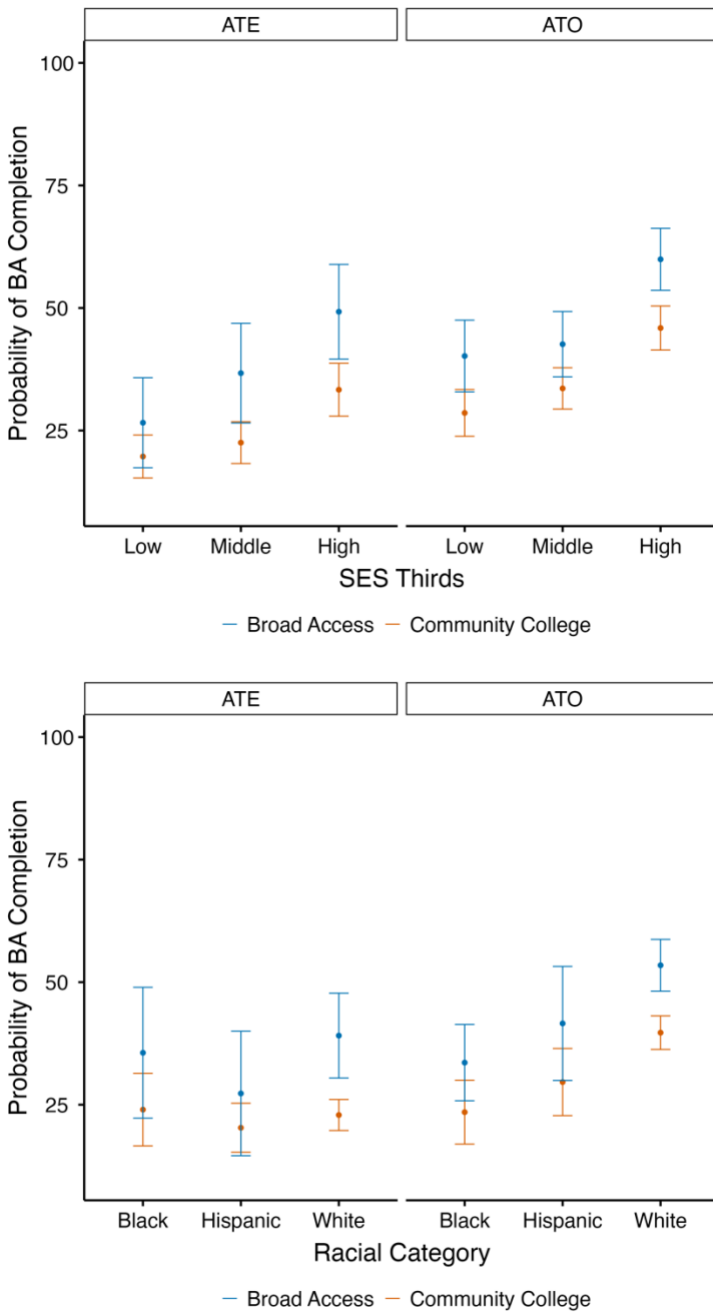 ATE ATO
100
75
50
25
Probability of BA Completion
Low Middle High Low Middle High
SES Thirds
Broad Access Community College
ATE ATO
100
75
50
25
Probability of BA Completion
Black Hispanic White Black Hispanic White
Racial Category
Broad Access Community College